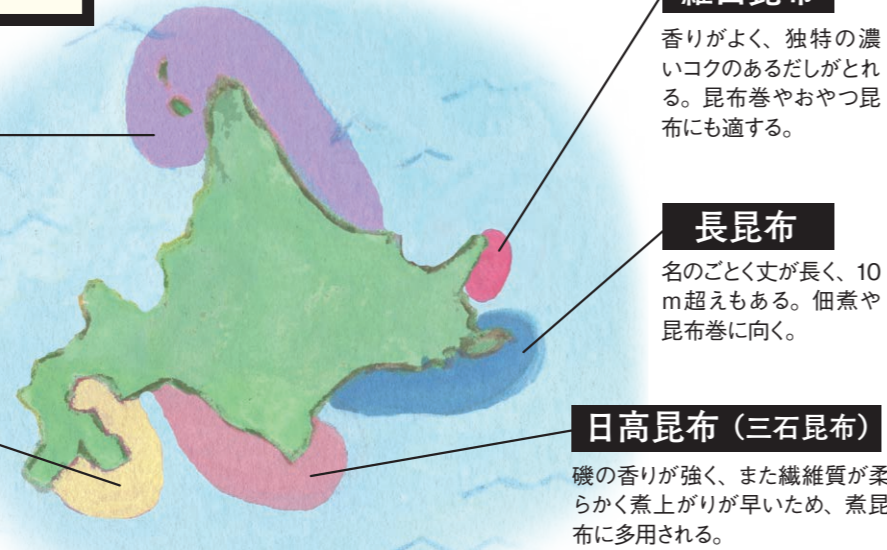 香りがよく、独特の濃
いコクのあるだしがとれ
る。昆布巻やおやつ昆
布にも適する。
長昆布
名のごとく丈が長く、10
m超えもある。佃煮や
昆布巻に向く。
日高昆布（三石昆布）
磯の香りが強く、また繊維質が柔
らかく煮上がりが早いため、煮昆
布に多用される。